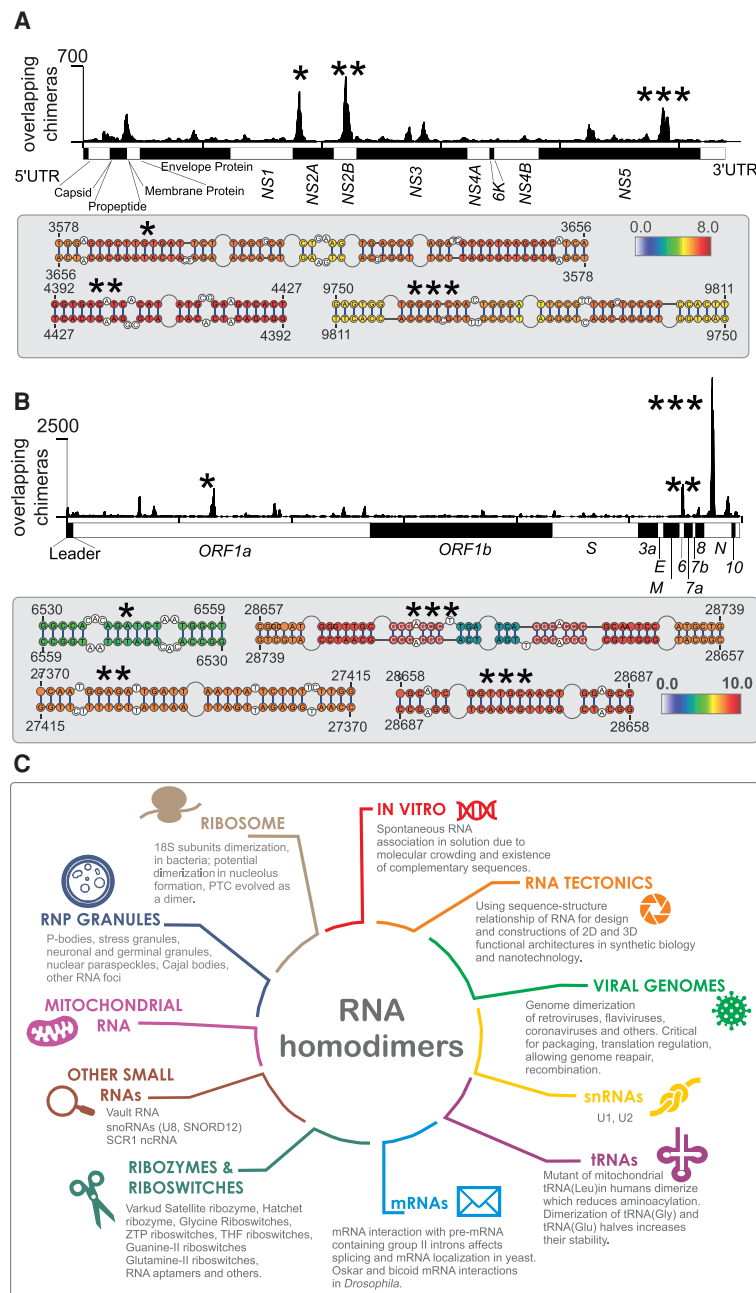 A
700
overlapping
chimeras
*
**
***
5'UTR
Capsid
Propeptide
Membrane Protein
Envelope Protein
NS1
NS2A
NS2B
NS3
NS4A
6K
NS4B
NS5
3'UTR
3578
*
3656
0.0
8.0
3656
3578
4392
**
4427
9750
***
9811
4427
4392
9811
9750
B
2500
overlapping
chimeras
*
**
***
Leader
ORF1a
ORF1b
S
3a
E
M
6
7a
7b
8
N
10
6530
*
6559
28657
***
28739
6559
6530
28739
28657
27370
**
27415
28658
***
28687
0.0
10.0
27415
27370
28687
28658
C
RNA
homodimers
IN VITRO
Spontaneous RNA
association in solution due to
molecular crowding and existence
of complementary sequences.
RNA TECTONICS
Using sequence-structure
relationship of RNA for design
and constructions of 2D and 3D
functional architectures in synthetic biology
and nanotechnology.
VIRAL GENOMES
Genome dimerization
of retroviruses, flaviviruses,
coronaviruses and others. Critical
for packaging, translation regulation,
allowing genome reapair,
recombination.
snRNAs
U1, U2
tRNAs
Mutant of mitochondrial
tRNA(Leu)in humans dimerize
which reduces aminoacylation.
Dimerization of tRNA(Gly) and
tRNA(Glu) halves increases
their stability.
mRNAs
mRNA interaction with pre-mRNA
containing group II introns affects
splicing and mRNA localization in yeast.
Oskar and bicoid mRNA interactions
in Drosophila.
RIBOZYMES &
RIBOSWITCHES
Varkud Satellite ribozyme, Hatchet
ribozyme, Glycine Riboswitches,
ZTP riboswitches, THF riboswitches,
Guanine-II riboswitches
Glutamine-II riboswitches,
RNA aptamers and others.
OTHER SMALL
RNAs
Vault RNA
snoRNAs (U8, SNORD12)
SCR1 ncRNA
MITOCHONDRIAL
RNA
RNP GRANULES
P-bodies, stress granules,
neuronal and germinal granules,
nuclear paraspeckles, Cajal bodies,
other RNA foci
RIBOSOME
18S subunits dimerization,
in bacteria; potential
dimerization in nucleolus
formation, PTC evolved as
a dimer.